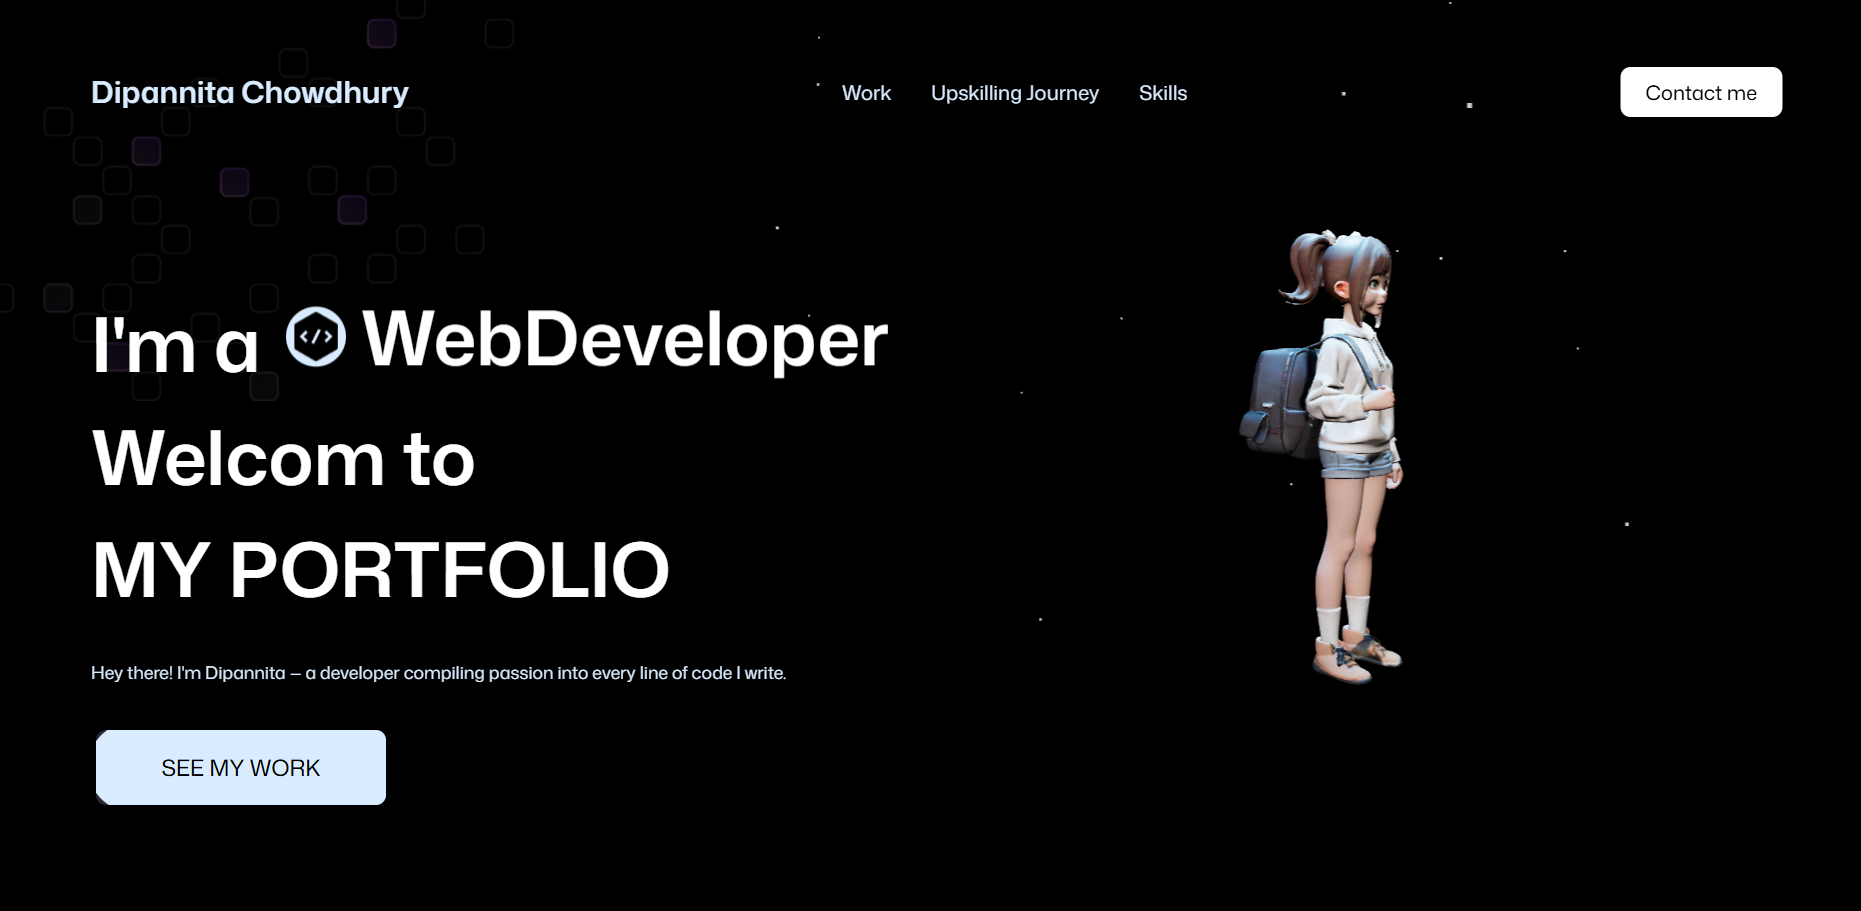 Dipannita Chowdhury
Work
Upskilling Journey
Skills
Contact me
I'm a </> WebDeveloper
Welcom to
MY PORTFOLIO
Hey there! I'm Dipannita – a developer compiling passion into every line of code I write.
SEE MY WORK